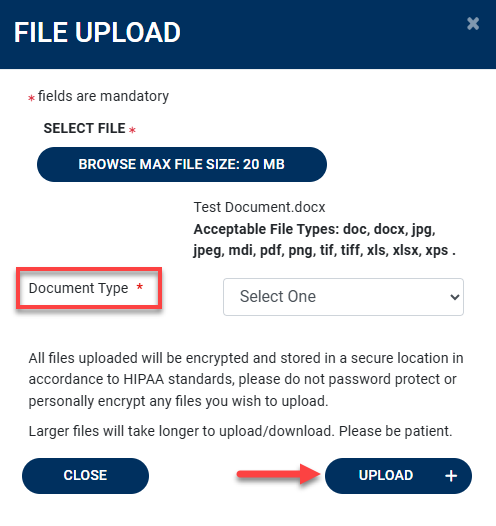 FILE UPLOAD ×
* fields are mandatory
SELECT FILE *
BROWSE MAX FILE SIZE: 20 MB
Test Document.docx
Acceptable File Types: doc, docx, jpg,
jpeg, mdi, pdf, png, tif, tiff, xls, xlsx, xps .
Document Type *
Select One
All files uploaded will be encrypted and stored in a secure location in
accordance to HIPAA standards, please do not password protect or
personally encrypt any files you wish to upload.
Larger files will take longer to upload/download. Please be patient.
CLOSE
UPLOAD +